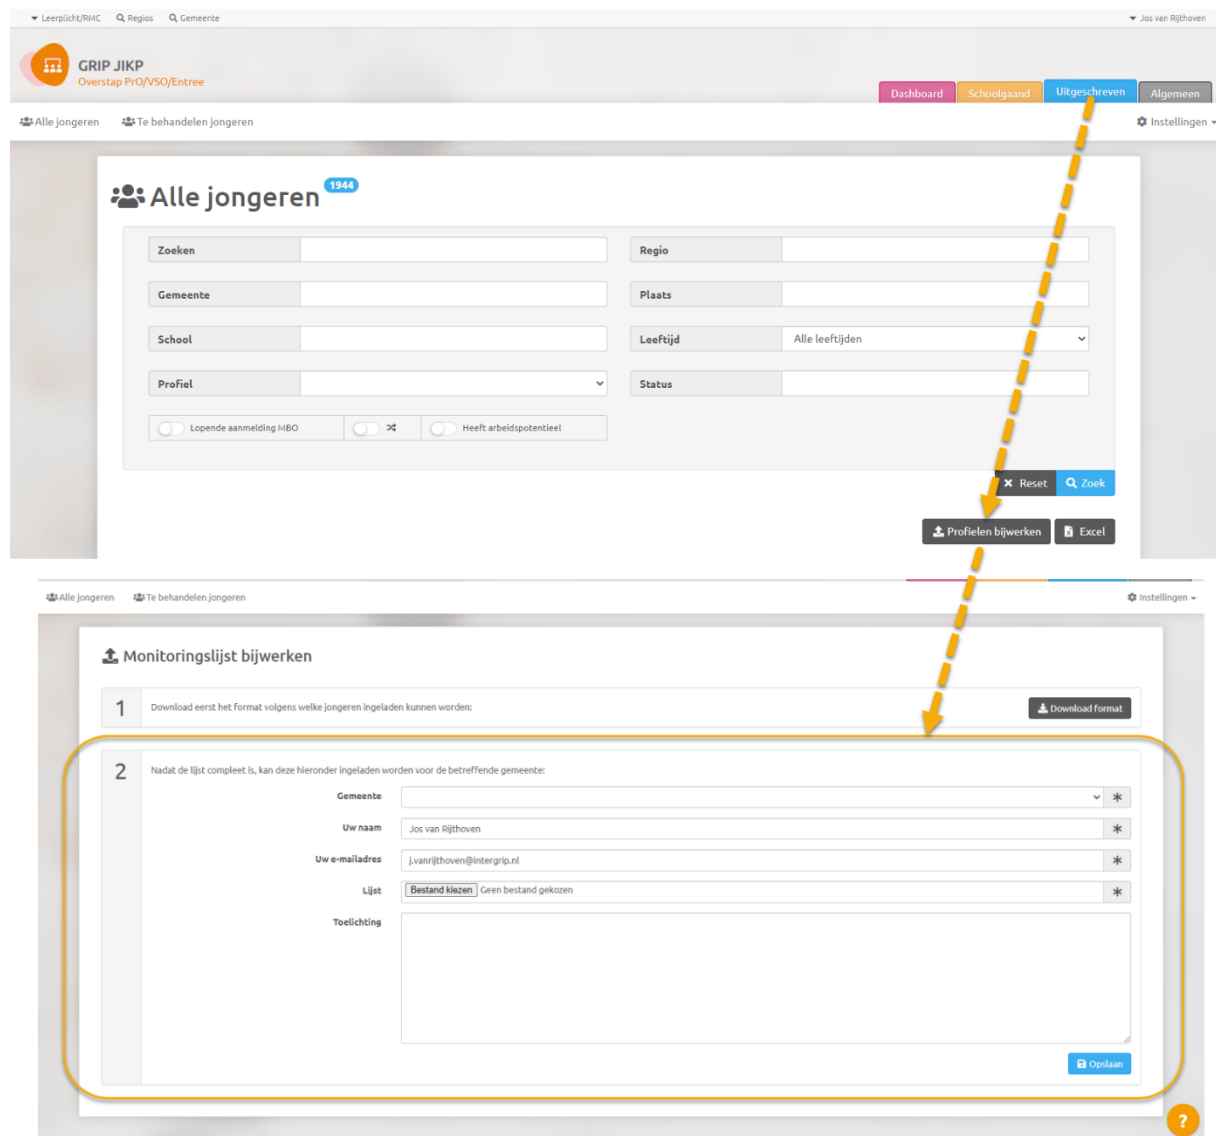 Leerplicht/RMC Regios Gemeente Jos van Rijthoven
GRIP JIKP
Overstap PrO/VSO/Entree
Dashboard Schoolgaand Uitgeschreven Algemeen
Alle jongeren Te behandelen jongeren Instellingen
Alle jongeren 1944
Zoeken Regio
Gemeente Plaats
School Leeftijd Alle leeftijden
Profiel Status
Lopende aanmelding MBO Heeft arbeidspotentieel
Reset Zoek
Profielen bijwerken Excel
Alle jongeren Te behandelen jongeren Instellingen
Monitoringslijst bijwerken
1 Download eerst het format volgens welke jongeren ingeladen kunnen worden: Download format
2 Nadat de lijst compleet is, kan deze hieronder ingeladen worden voor de betreffende gemeente:
Gemeente
Uw naam Jos van Rijthoven
Uw e-mailadres j.vanrijthoven@intergrip.nl
Lijst Bestand kiezen Geen bestand gekozen
Toelichting
Opslaan
?